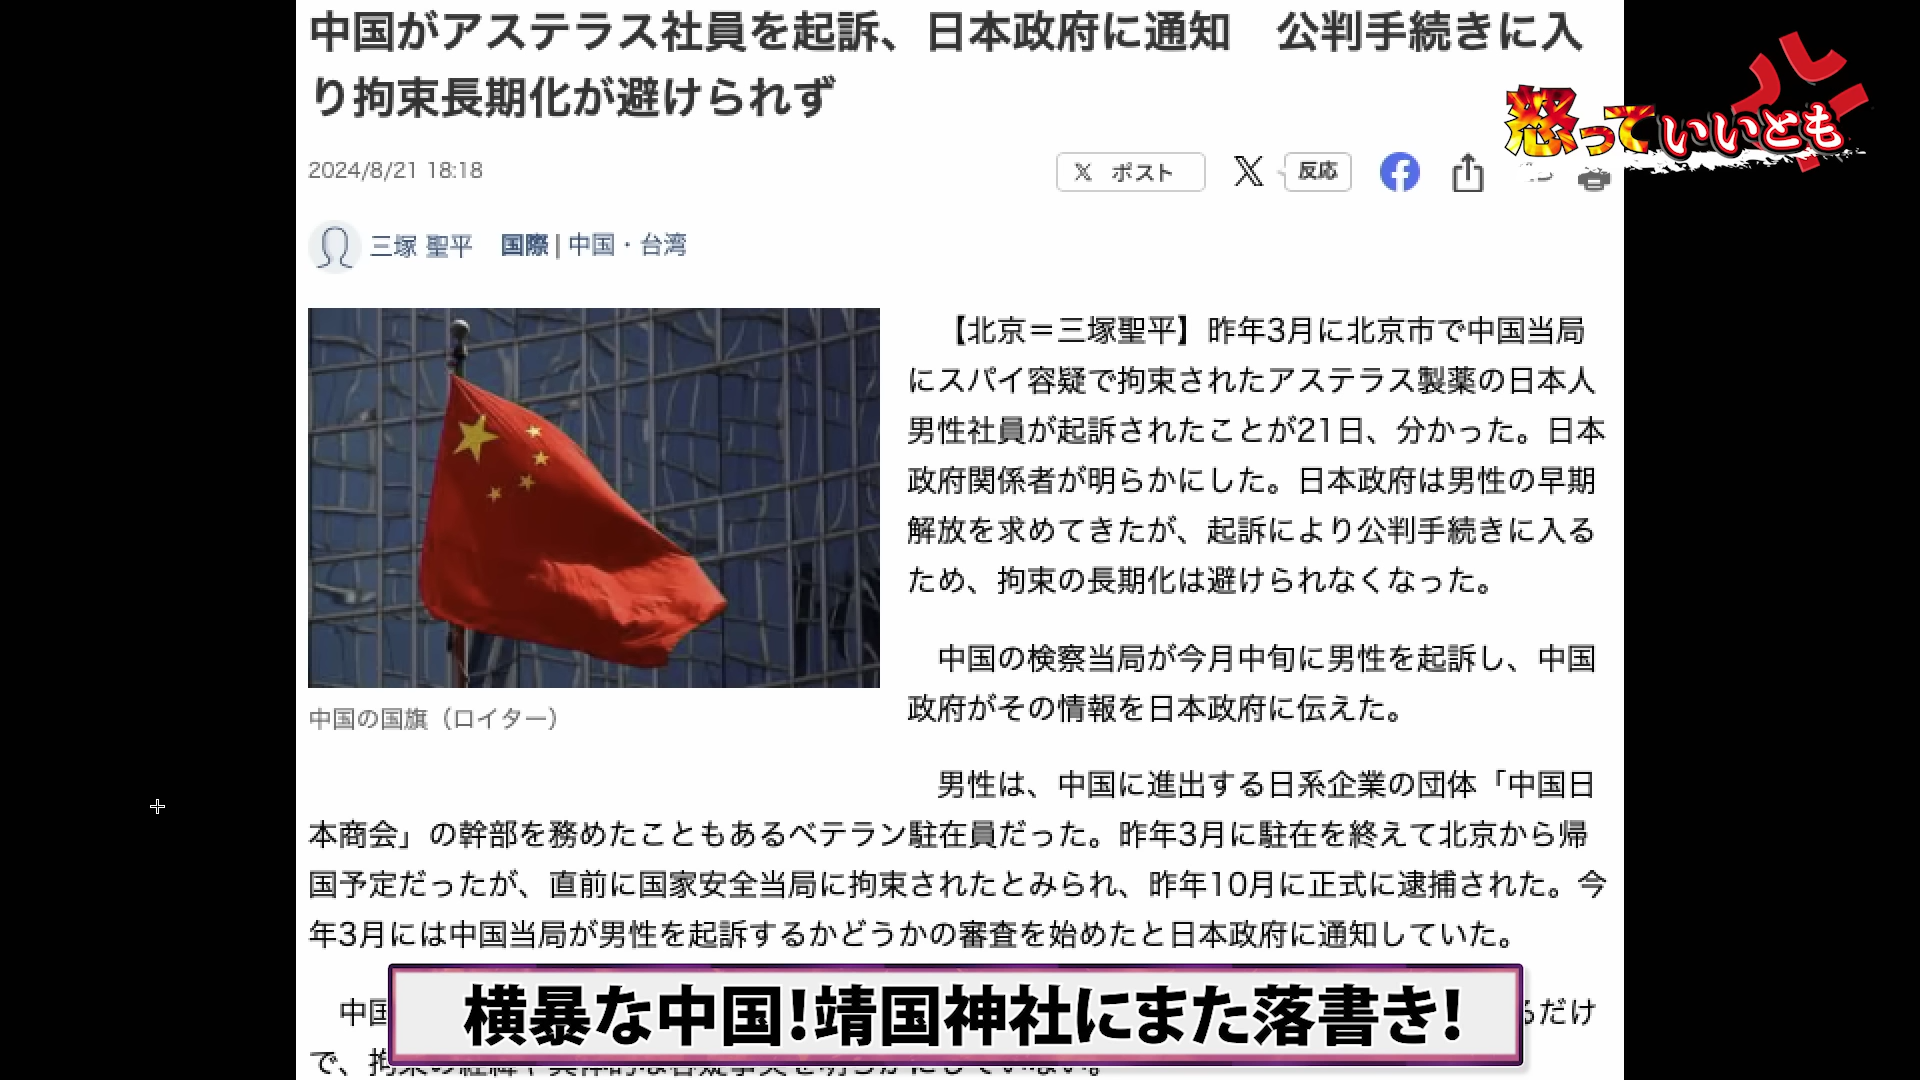 中国がアステラス社員を起訴、日本政府に通知　公判手続きに入
り拘束長期化が避けられず
怒っていいとも
2024/8/21 18:18
ポスト
反応
三塚 聖平　国際 | 中国・台湾
【北京＝三塚聖平】昨年3月に北京市で中国当局
にスパイ容疑で拘束されたアステラス製薬の日本人
男性社員が起訴されたことが21日、分かった。日本
政府関係者が明らかにした。日本政府は男性の早期
解放を求めてきたが、起訴により公判手続きに入る
ため、拘束の長期化は避けられなくなった。
中国の検察当局が今月中旬に男性を起訴し、中国
政府がその情報を日本政府に伝えた。
中国の国旗（ロイター）
男性は、中国に進出する日系企業の団体「中国日
本商会」の幹部を務めたこともあるベテラン駐在員だった。昨年3月に駐在を終えて北京から帰
国予定だったが、直前に国家安全当局に拘束されたとみられ、昨年10月に正式に逮捕された。今
年3月には中国当局が男性を起訴するかどうかの審査を始めたと日本政府に通知していた。
中国
るだけ
で、拘
横暴な中国!靖国神社にまた落書き!